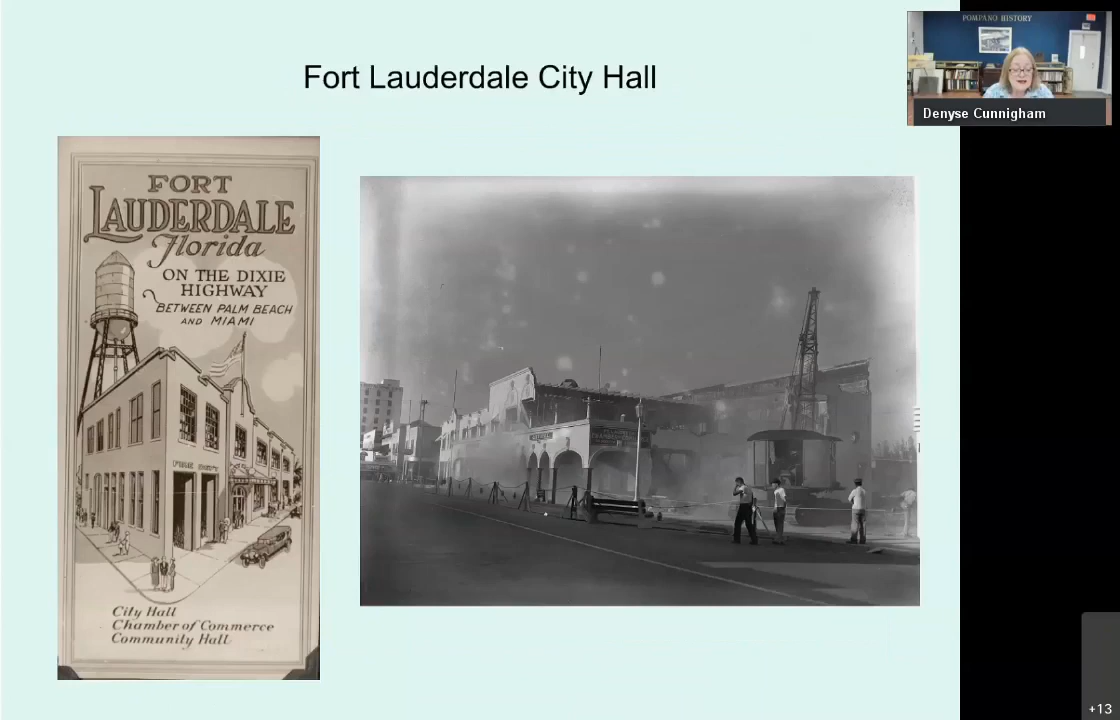 Fort Lauderdale City Hall
POMPANO HISTORY
Denyse Cunnigham
FORT
LAUDERDALE
Florida
ON THE DIXIE
HIGHWAY
BETWEEN PALM BEACH
AND MIAMI
City Hall
Chamber of Commerce
Community Hall
+13